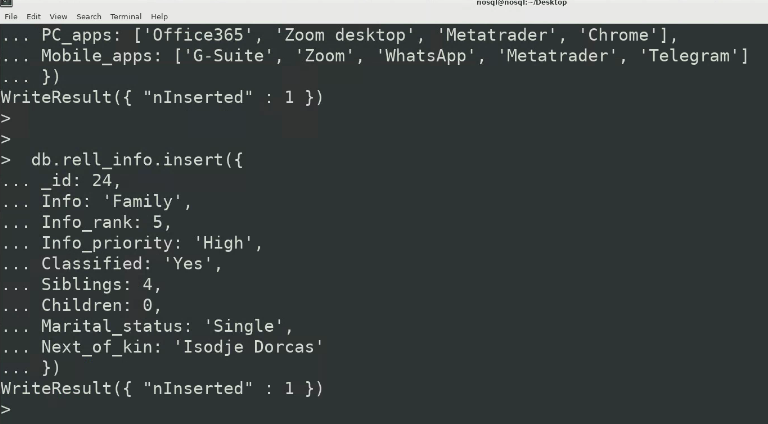 nosql@nosql:~/Desktop
File Edit View Search Terminal Help
... PC_apps: ['Office365', 'Zoom desktop', 'Metatrader', 'Chrome'],
... Mobile_apps: ['G-Suite', 'Zoom', 'WhatsApp', 'Metatrader', 'Telegram']
... })
WriteResult({ "nInserted" : 1 })
>
>
>  db.rell_info.insert({
... _id: 24,
... Info: 'Family',
... Info_rank: 5,
... Info_priority: 'High',
... Classified: 'Yes',
... Siblings: 4,
... Children: 0,
... Marital_status: 'Single',
... Next_of_kin: 'Isodje Dorcas'
... })
WriteResult({ "nInserted" : 1 })
>